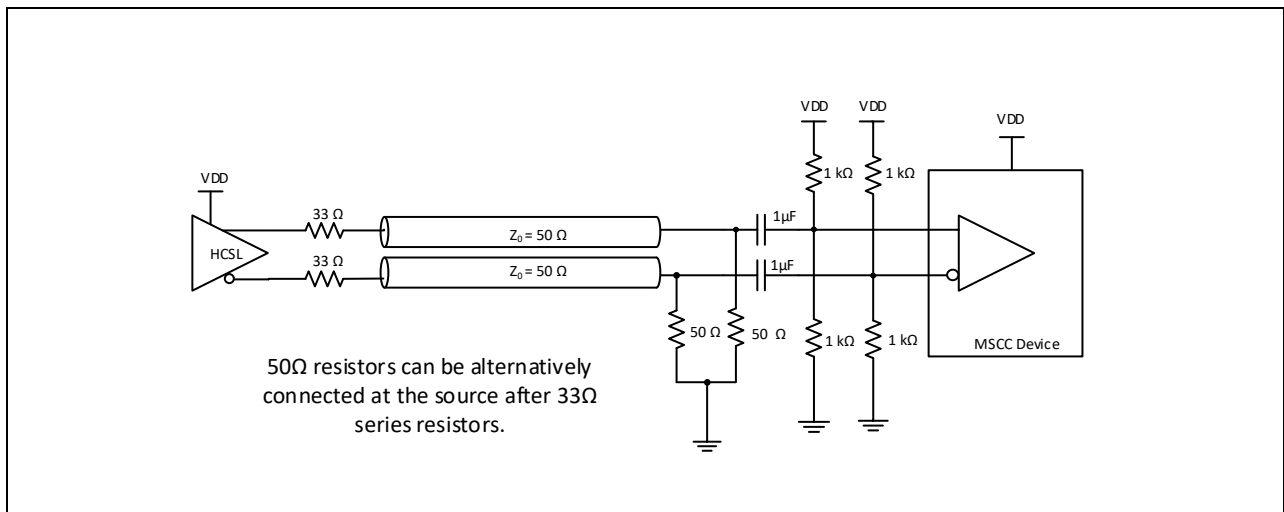 VDD
VDD
VDD
VDD
1 kΩ
1 kΩ
33 Ω
1µF
HCSL
Z₀ = 50 Ω
33 Ω
1µF
Z₀ = 50 Ω
50 Ω
50 Ω
1 kΩ
1 kΩ
MSCC Device
50Ω resistors can be alternatively
connected at the source after 33Ω
series resistors.